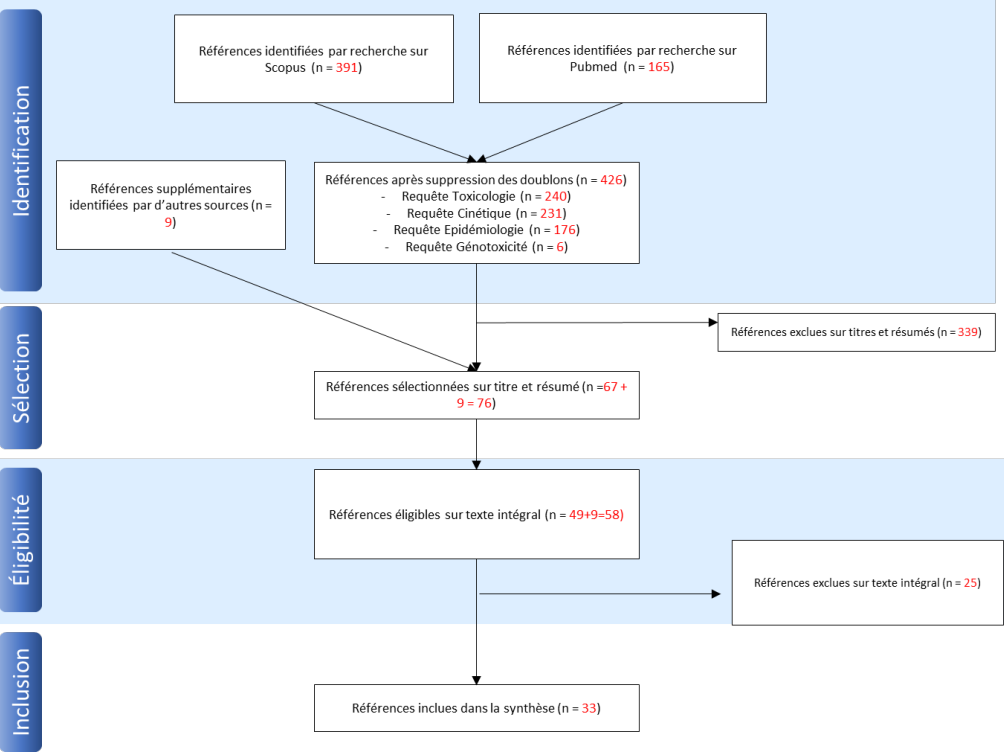 Identification
Références identifiées par recherche sur
Scopus (n = 391)
Références identifiées par recherche sur
Pubmed (n = 165)
Références supplémentaires
identifiées par d'autres sources (n =
9)
Références après suppression des doublons (n = 426)
- Requête Toxicologie (n = 240)
- Requête Cinétique (n = 231)
- Requête Epidémiologie (n = 176)
- Requête Génotoxicité (n = 6)
Sélection
Références exclues sur titres et résumés (n = 339)
Références sélectionnées sur titre et résumé (n =67 +
9 = 76)
Éligibilité
Références éligibles sur texte intégral (n = 49+9=58)
Références exclues sur texte intégral (n = 25)
Inclusion
Références inclues dans la synthèse (n = 33)